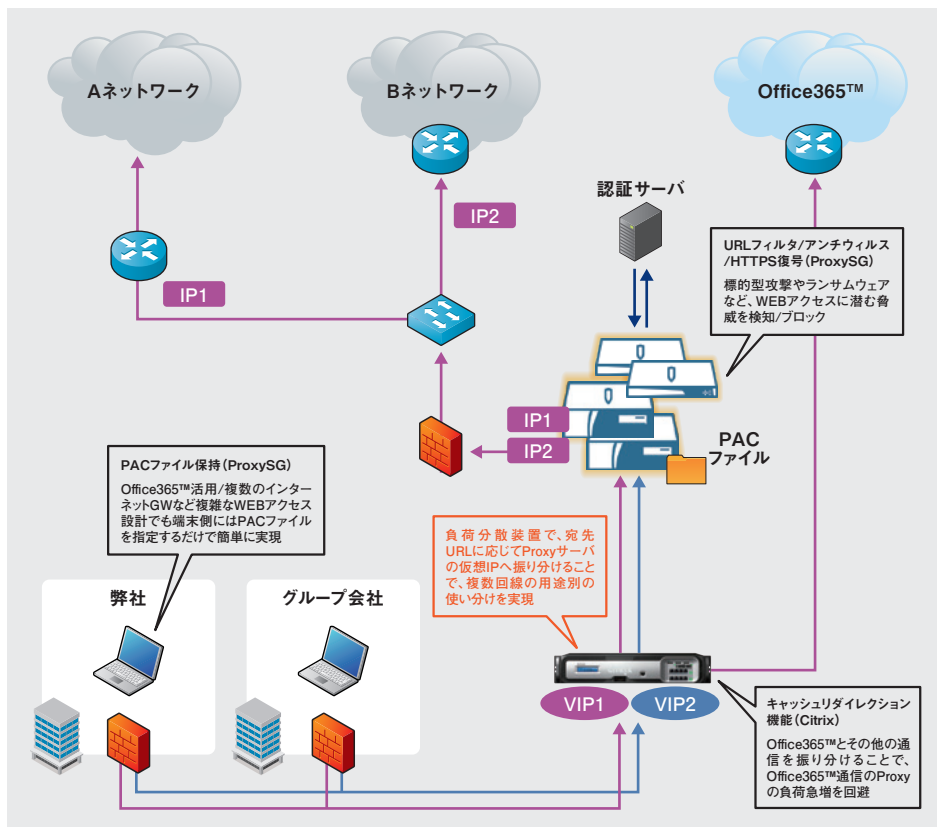 Aネットワーク
Bネットワーク
Office365™
認証サーバ
IP2
IP1
URLフィルタ/アンチウィルス
/HTTPS復号(ProxySG)
標的型攻撃やランサムウェア
など、WEBアクセスに潜む脅
威を検知/ブロック
IP1
IP2
PAC
ファイル
PACファイル保持(ProxySG)
Office365™活用/複数のインター
ネットGWなど複雑なWEBアクセス
設計でも端末側にはPACファイル
を指定するだけで簡単に実現
負荷分散装置で、宛先
URLに応じてProxyサーバ
の仮想IPへ振り分けること
で、複数回線の用途別の
使い分けを実現
弊社
グループ会社
VIP1
VIP2
キャッシュリダイレクション
機能(Citrix)
Office365™とその他の通
信を振り分けることで、
Office365™通信のProxy
の負荷急増を回避